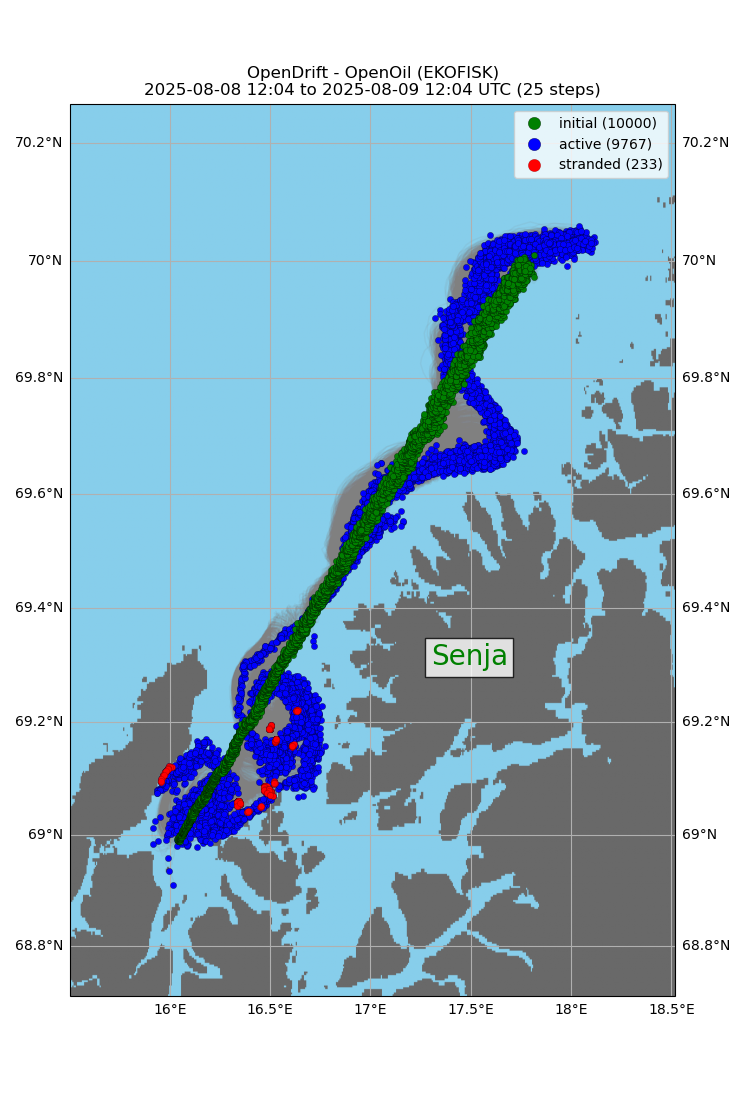 OpenDrift - OpenOil (EKOFISK)
2025-08-08 12:04 to 2025-08-09 12:04 UTC (25 steps)
initial (10000)
active (9767)
stranded (233)
70.2°N 70.2°N
70°N 70°N
69.8°N 69.8°N
69.6°N 69.6°N
69.4°N 69.4°N
Senja
69.2°N 69.2°N
69°N 69°N
68.8°N 68.8°N
16°E 16.5°E 17°E 17.5°E 18°E 18.5°E